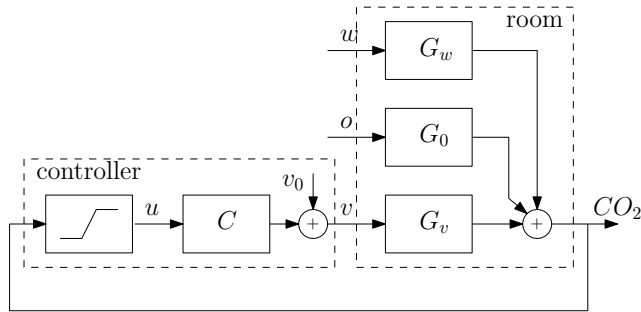 room
w
G_w
o
G_0
controller
v_0
u
C
v
G_v
CO_2
+
+